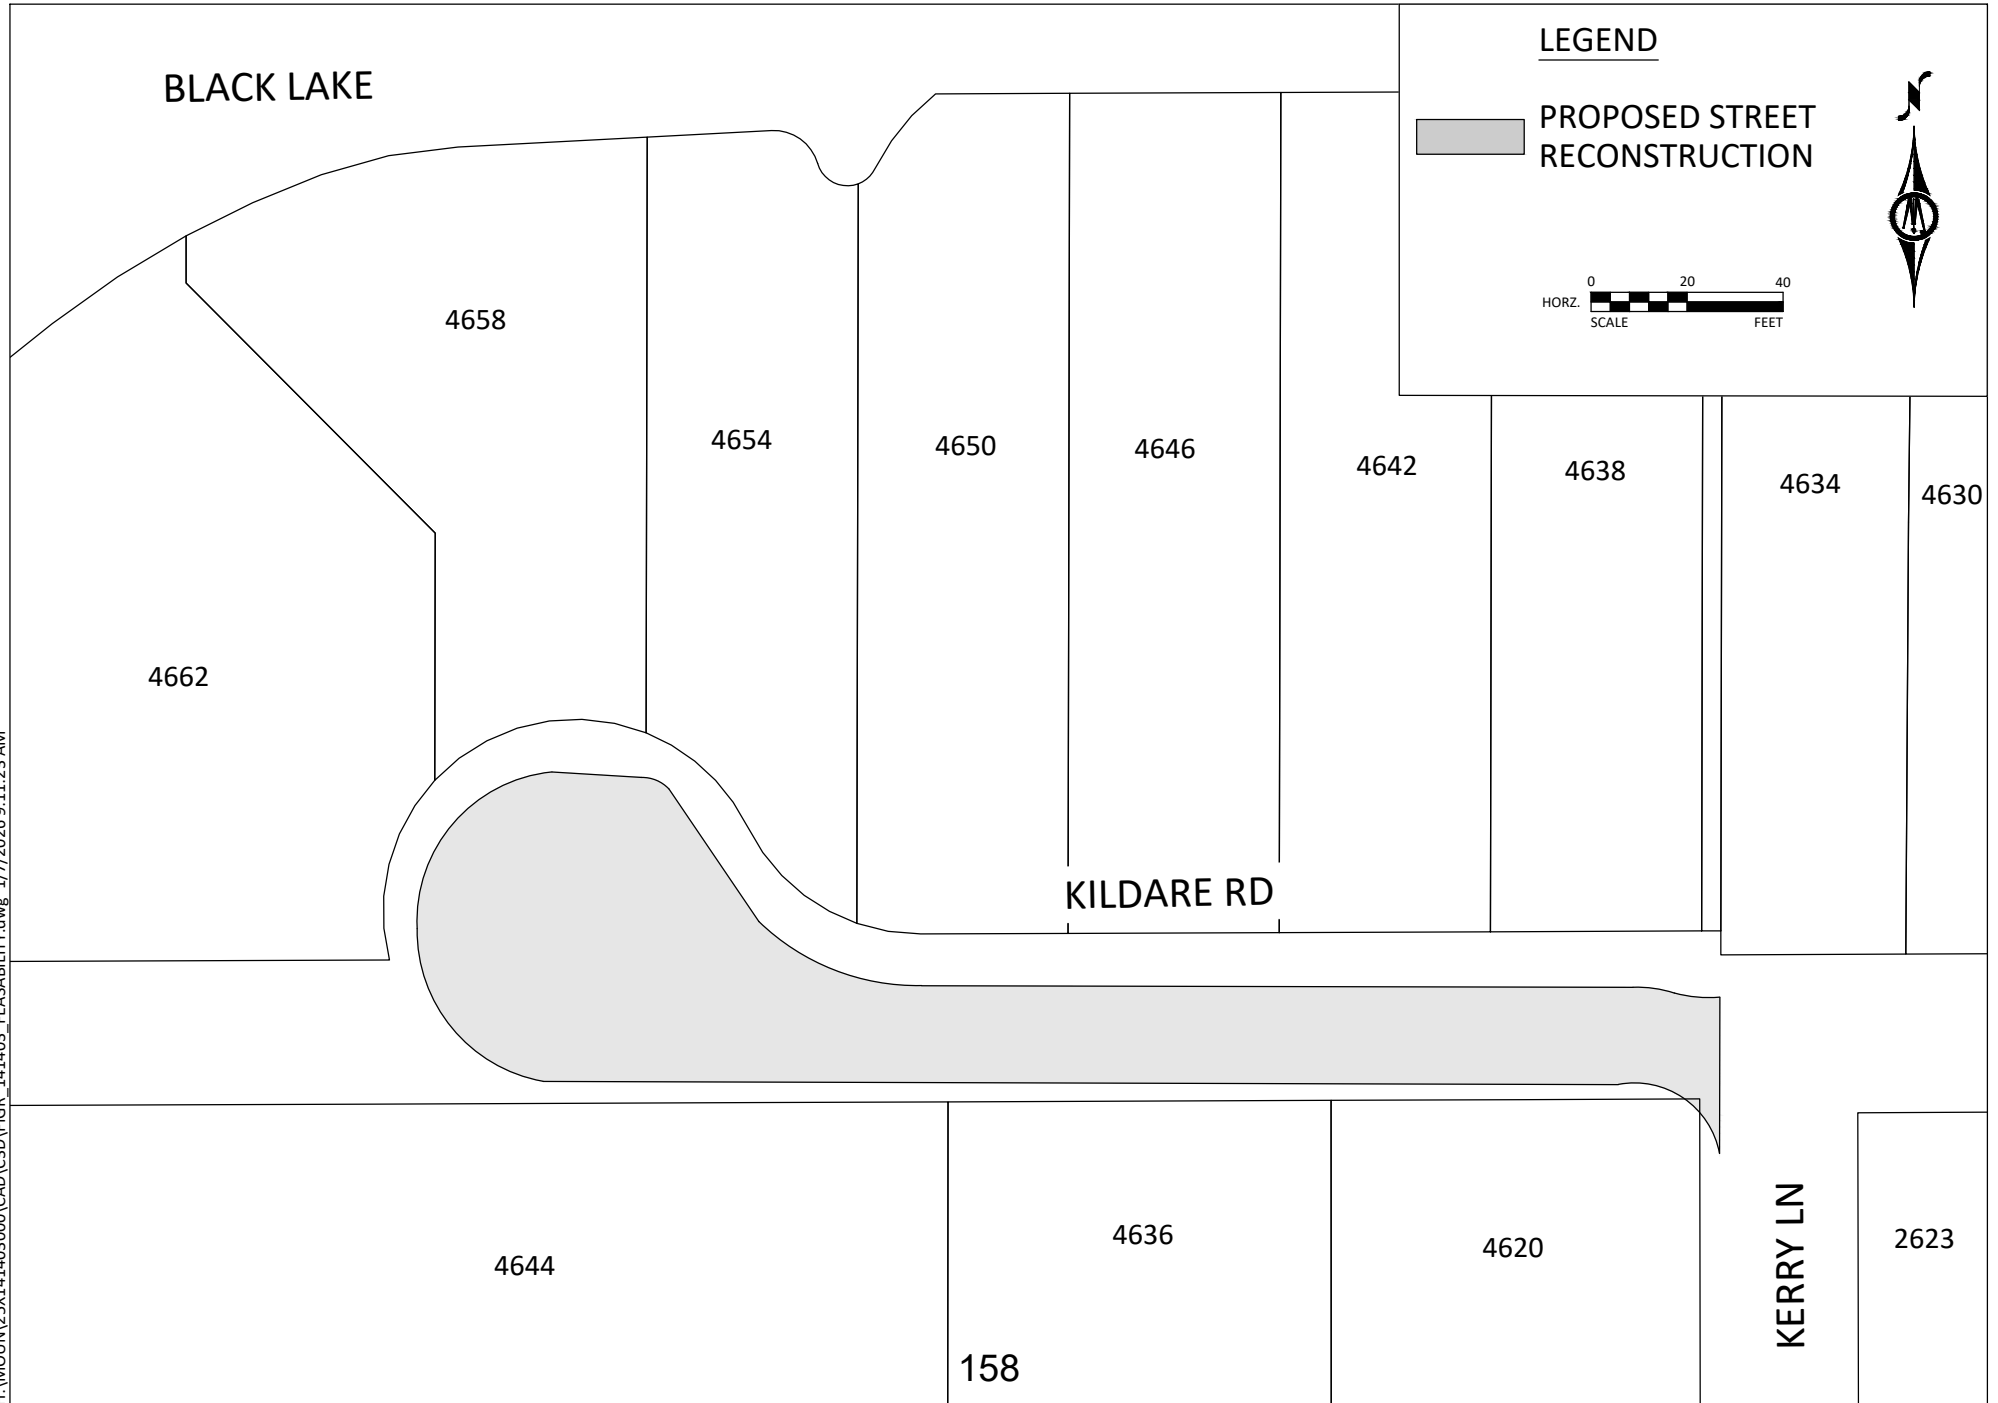 BLACK LAKE
LEGEND
PROPOSED STREET
RECONSTRUCTION
N
0 20 40
HORZ.
SCALE FEET
4658
4654
4650
4646
4642
4638
4634
4630
4662
KILDARE RD
4644
4636
4620
KERRY LN
2623
158